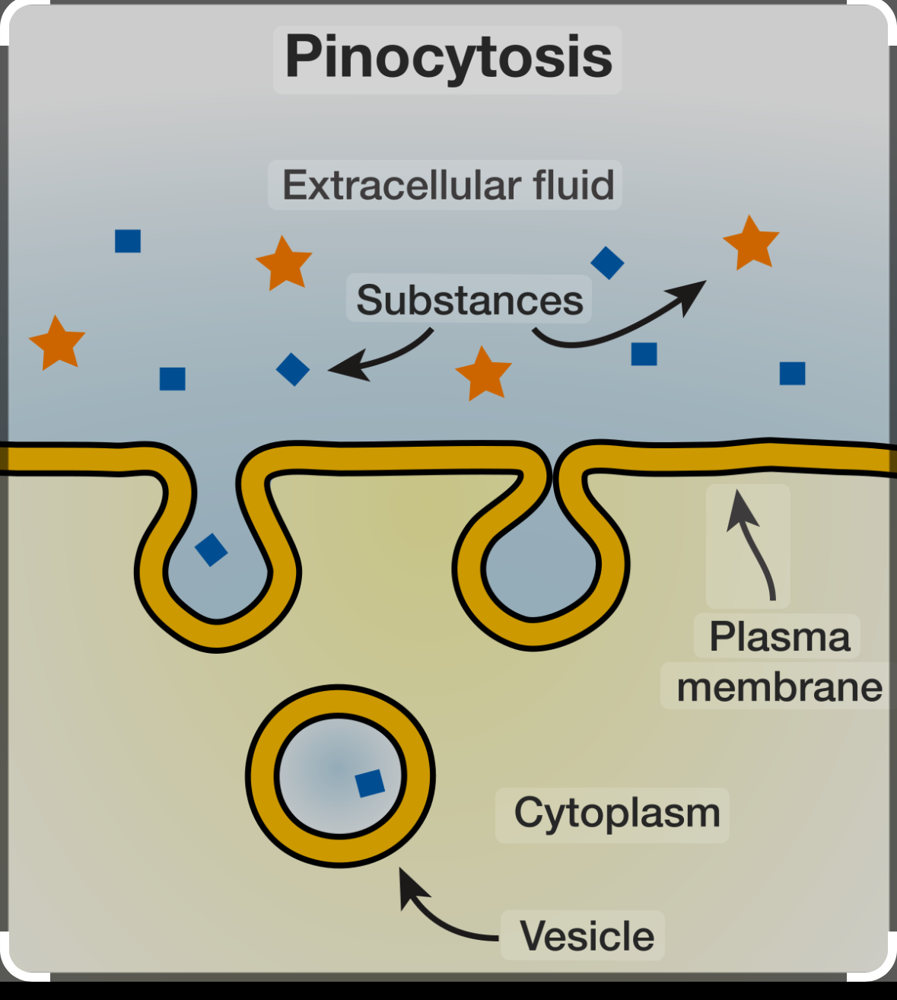 Pinocytosis
Extracellular fluid
Substances
Plasma
membrane
Cytoplasm
Vesicle